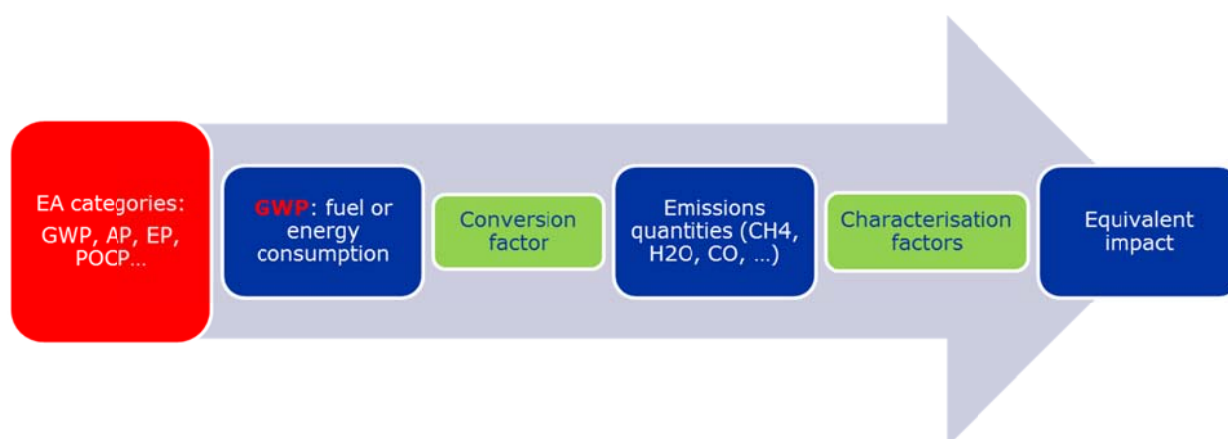 EA categories:
GWP, AP, EP,
POCP...
GWP: fuel or
energy
consumption
Conversion
factor
Emissions
quantities (CH4,
H2O, CO, ...)
Characterisation
factors
Equivalent
impact